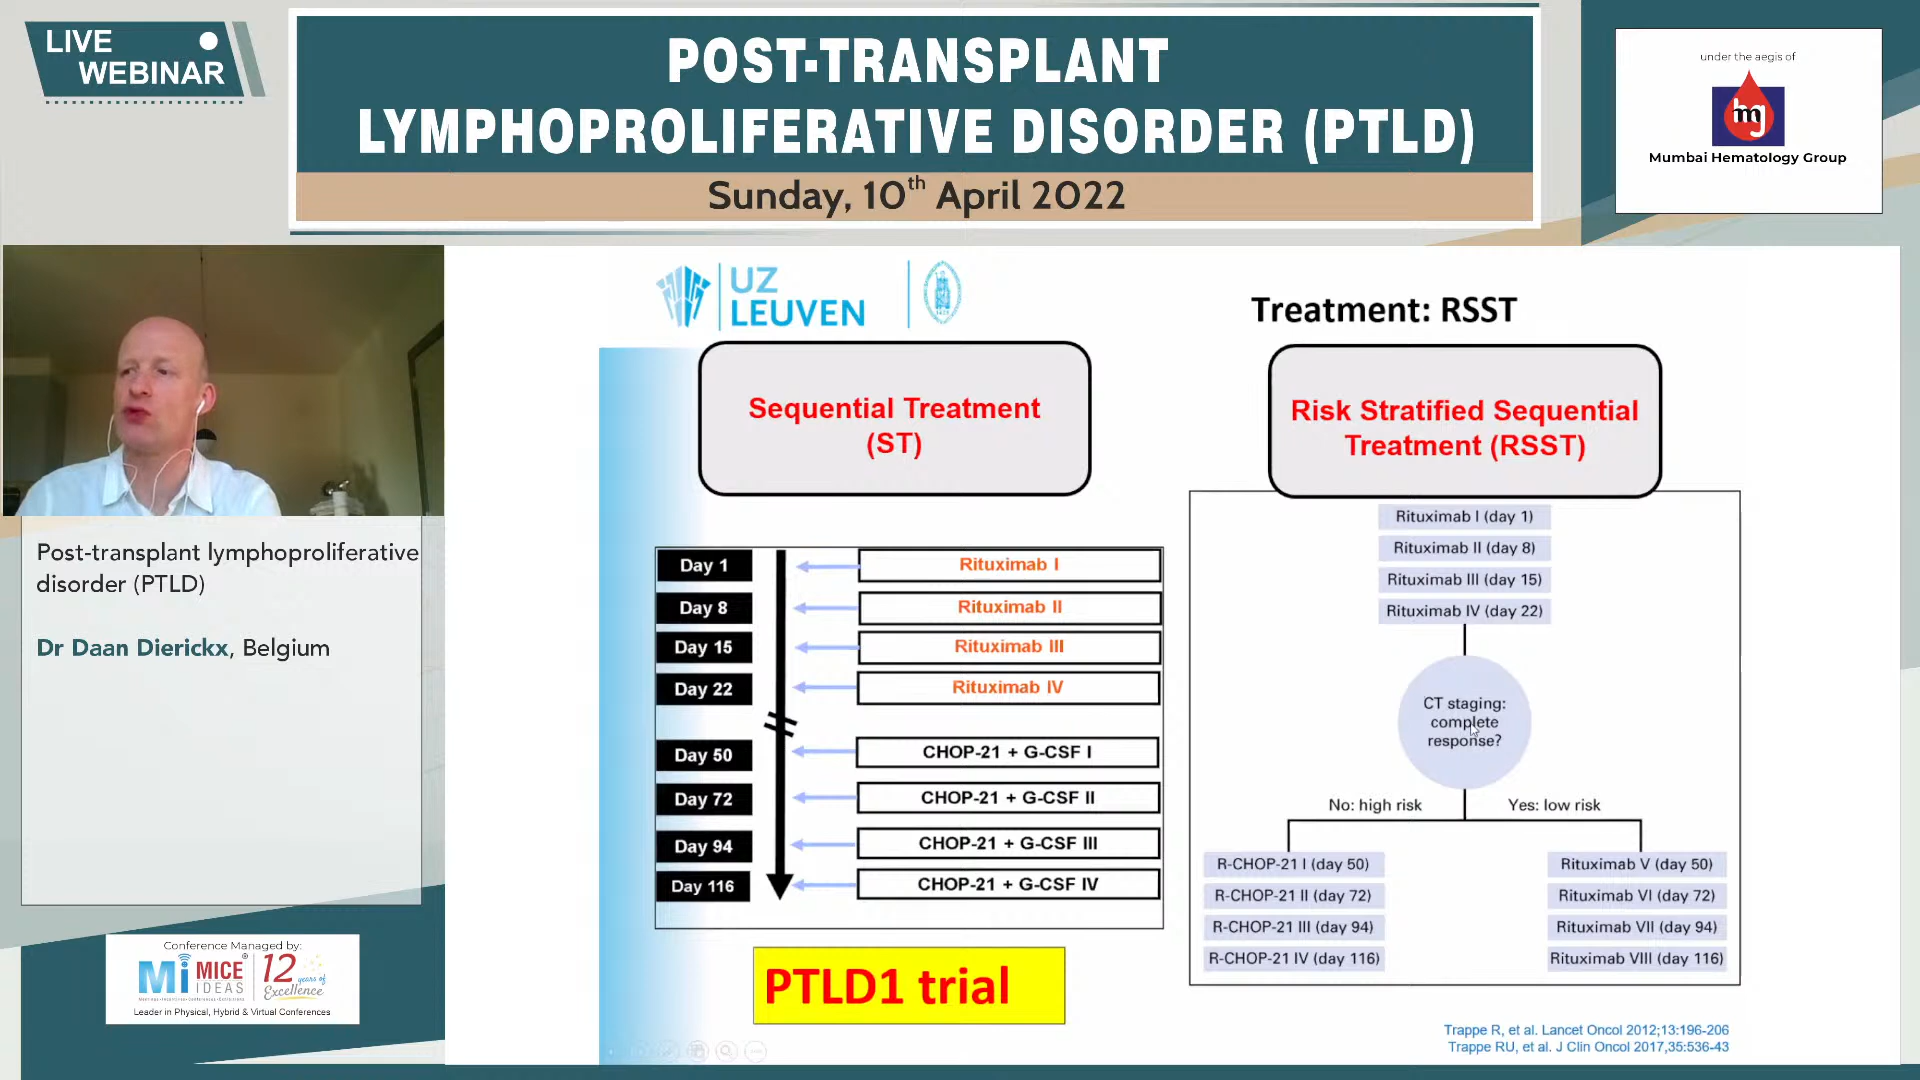 LIVE
WEBINAR
POST-TRANSPLANT
LYMPHOPROLIFERATIVE DISORDER (PTLD)
Sunday, 10th April 2022
under the aegis of
hg
Mumbai Hematology Group
Post-transplant lymphoproliferative
disorder (PTLD)
Dr Daan Dierickx, Belgium
Conference Managed by:
Mi MICE IDEAS
12 years of Excellence
Leader in Physical, Hybrid & Virtual Conferences
UZ
LEUVEN
Treatment: RSST
Sequential Treatment
(ST)
Day 1 Rituximab I
Day 8 Rituximab II
Day 15 Rituximab III
Day 22 Rituximab IV
Day 50 CHOP-21 + G-CSF I
Day 72 CHOP-21 + G-CSF II
Day 94 CHOP-21 + G-CSF III
Day 116 CHOP-21 + G-CSF IV
PTLD1 trial
Risk Stratified Sequential
Treatment (RSST)
Rituximab I (day 1)
Rituximab II (day 8)
Rituximab III (day 15)
Rituximab IV (day 22)
CT staging:
complete
response?
No: high risk
Yes: low risk
R-CHOP-21 I (day 50)
R-CHOP-21 II (day 72)
R-CHOP-21 III (day 94)
R-CHOP-21 IV (day 116)
Rituximab V (day 50)
Rituximab VI (day 72)
Rituximab VII (day 94)
Rituximab VIII (day 116)
Trappe R, et al. Lancet Oncol 2012;13:196-206
Trappe RU, et al. J Clin Oncol 2017,35:536-43